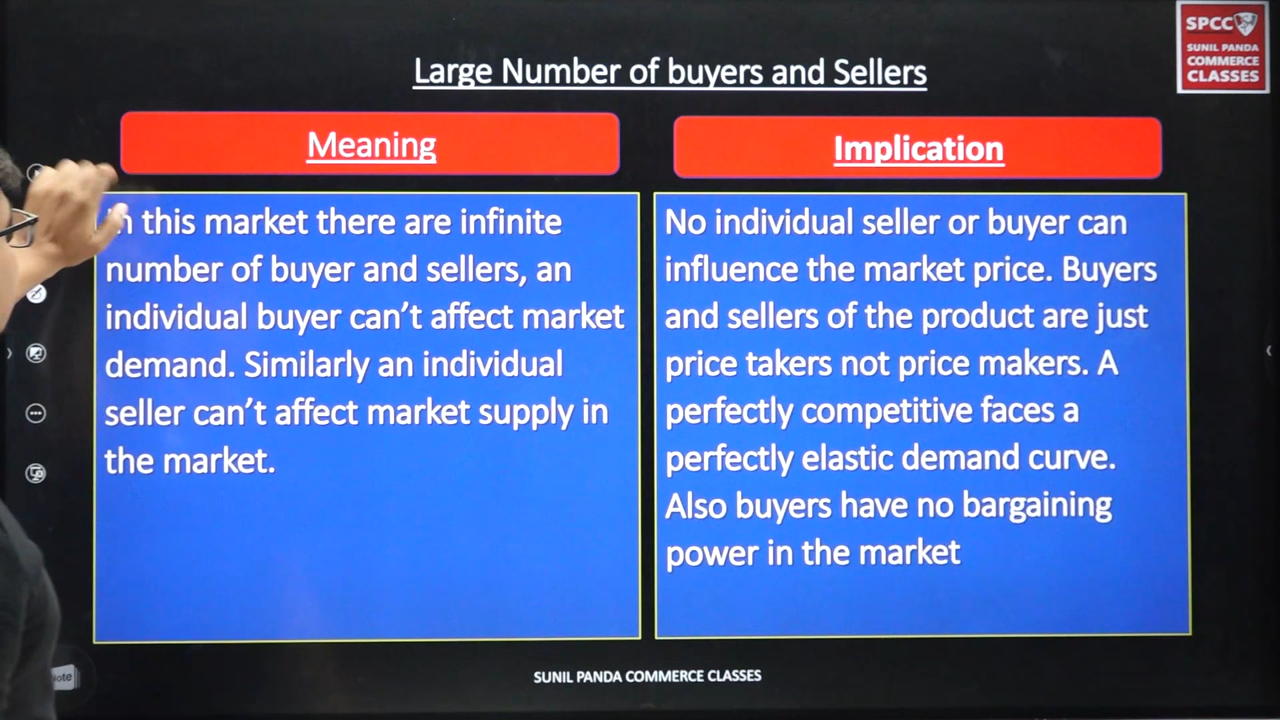 SPCC
SUNIL PANDA
COMMERCE
CLASSES
Large Number of buyers and Sellers
Meaning
Implication
In this market there are infinite
number of buyer and sellers, an
individual buyer can’t affect market
demand. Similarly an individual
seller can’t affect market supply in
the market.
No individual seller or buyer can
influence the market price. Buyers
and sellers of the product are just
price takers not price makers. A
perfectly competitive faces a
perfectly elastic demand curve.
Also buyers have no bargaining
power in the market
SUNIL PANDA COMMERCE CLASSES